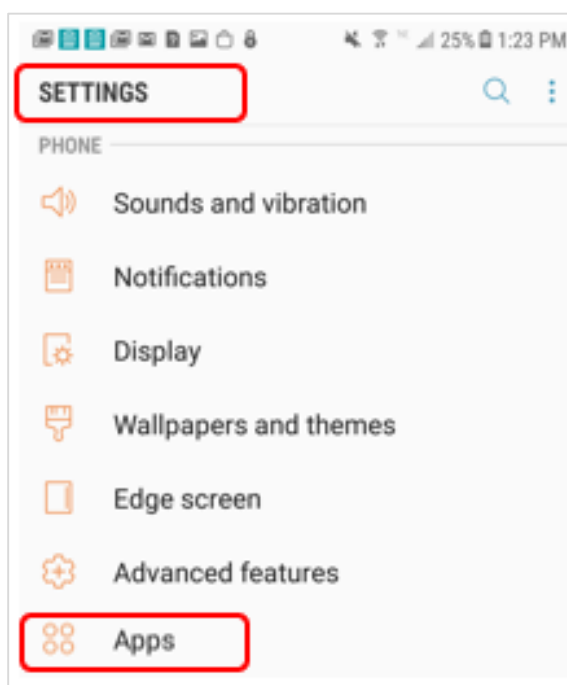 25% 1:23 PM
SETTINGS
PHONE
Sounds and vibration
Notifications
Display
Wallpapers and themes
Edge screen
Advanced features
Apps